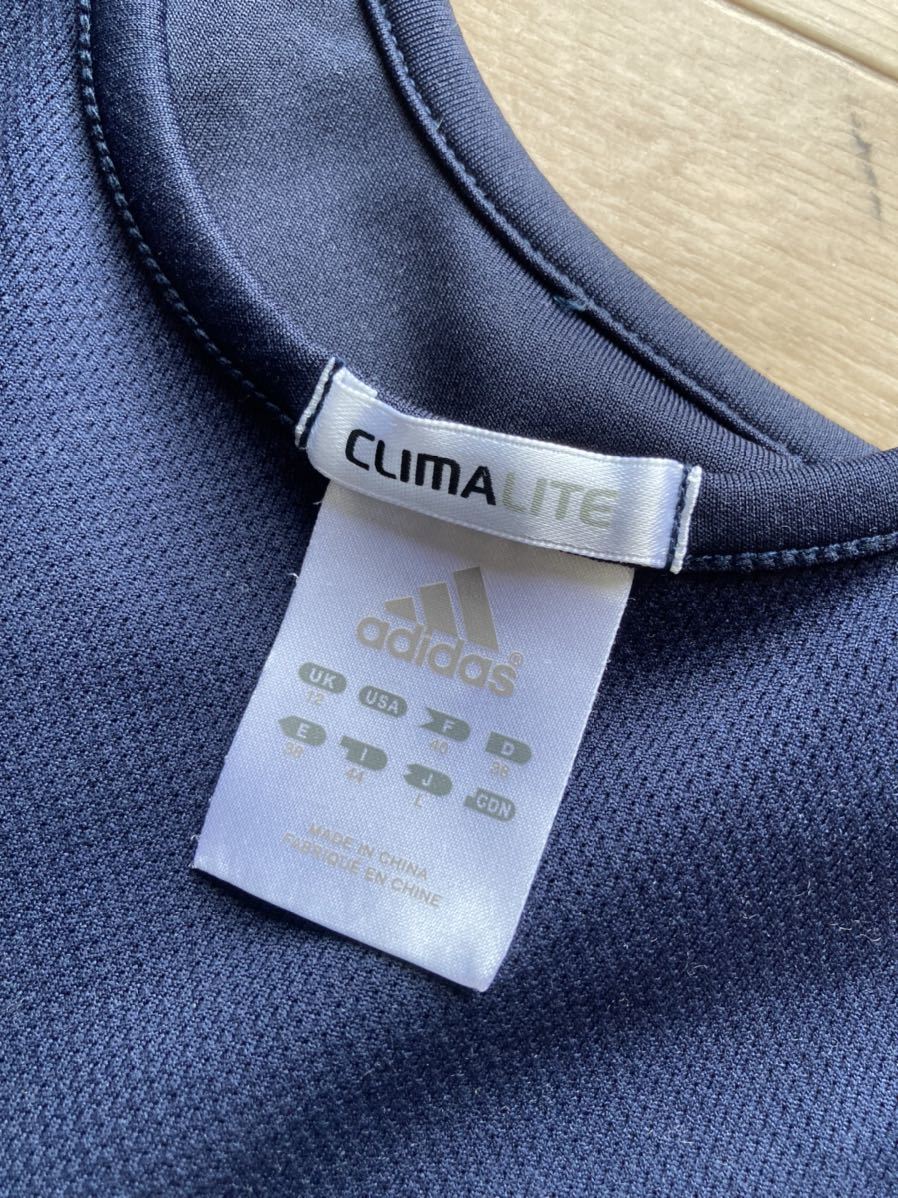 CLIMALITE
adidas®
UK USA F D
12 40 38
E I J CDN
38 44 L
MADE IN CHINA
FABRIQUÉ EN CHINE